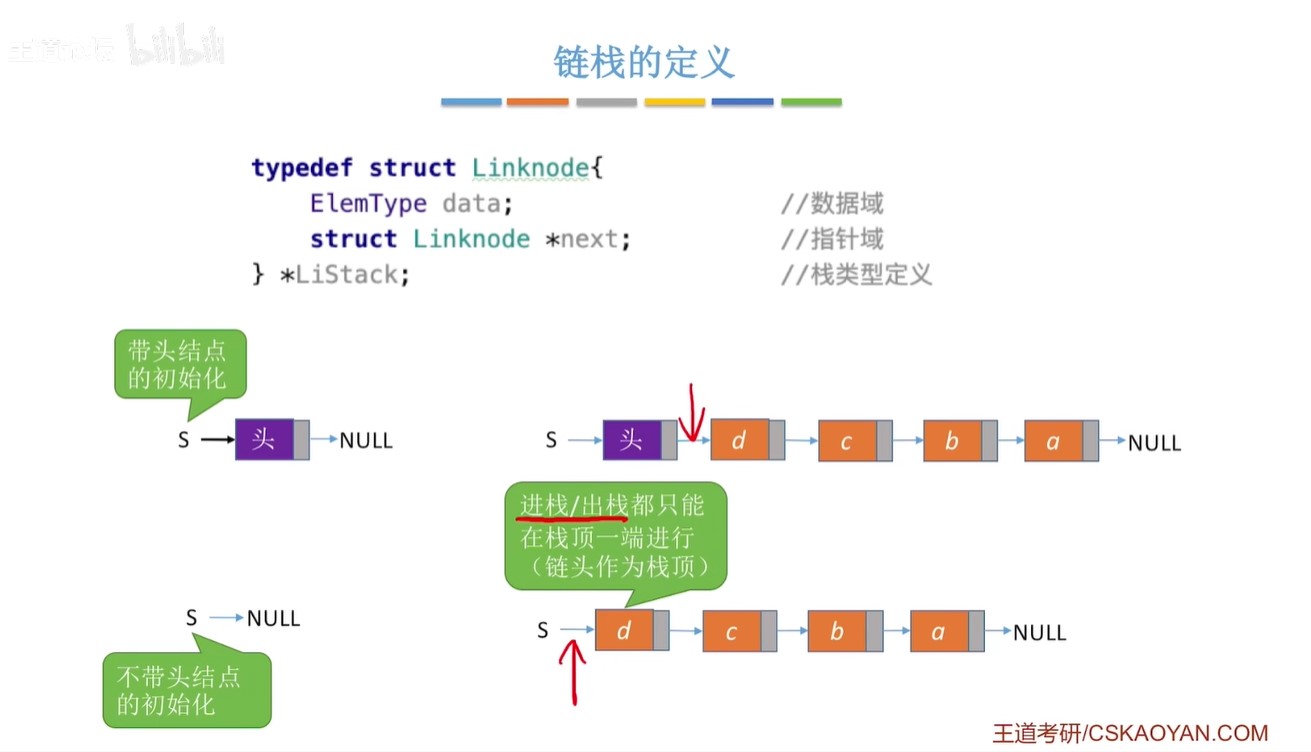 王道论坛 bilibili
链栈的定义
typedef struct Linknode{
ElemType data; //数据域
struct Linknode *next; //指针域
} *LiStack; //栈类型定义
带头结点
的初始化
S 头 NULL
S 头 d c b a NULL
进栈/出栈都只能
在栈顶一端进行
（链头作为栈顶）
S NULL
S d c b a NULL
不带头结点
的初始化
王道考研/CSKAOYAN.COM